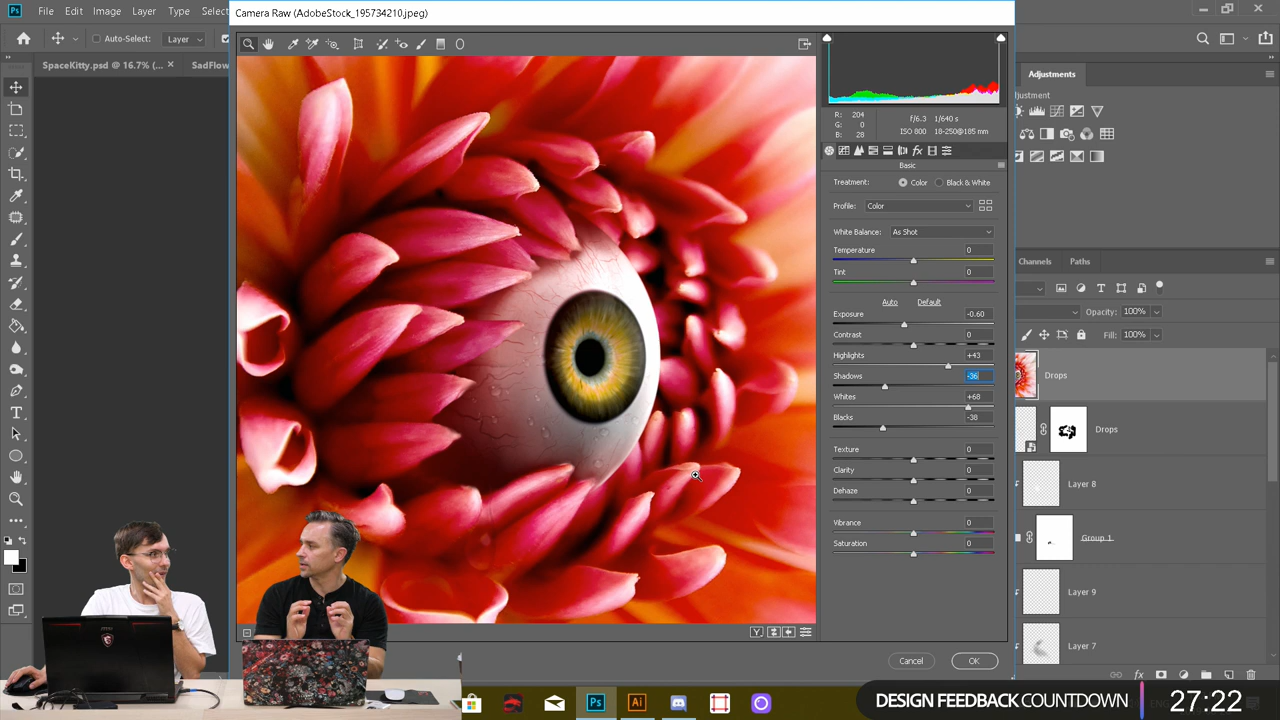 Camera Raw (AdobeStock_195734210.jpeg)
Ps File Edit Image Layer Type Select
Auto-Select: Layer
SpaceKitty.psd @ 16.7% (... × SadFlow
R: 204
G: 0
B: 28
f/6.3 1/640 s
ISO 800 18-250@185 mm
Basic
Treatment: Color Black & White
Profile: Color
White Balance: As Shot
Temperature 0
Tint 0
Auto Default
Exposure -0.60
Contrast 0
Highlights +43
Shadows -36
Whites +68
Blacks -38
Texture 0
Clarity 0
Dehaze 0
Vibrance 0
Saturation 0
Cancel OK
Adjustments
djustment
Channels Paths
Opacity: 100%
Fill: 100%
Drops
Drops
Layer 8
Group 1
Layer 9
Layer 7
fx
Ps Ai
DESIGN FEEDBACK COUNTDOWN 27:22